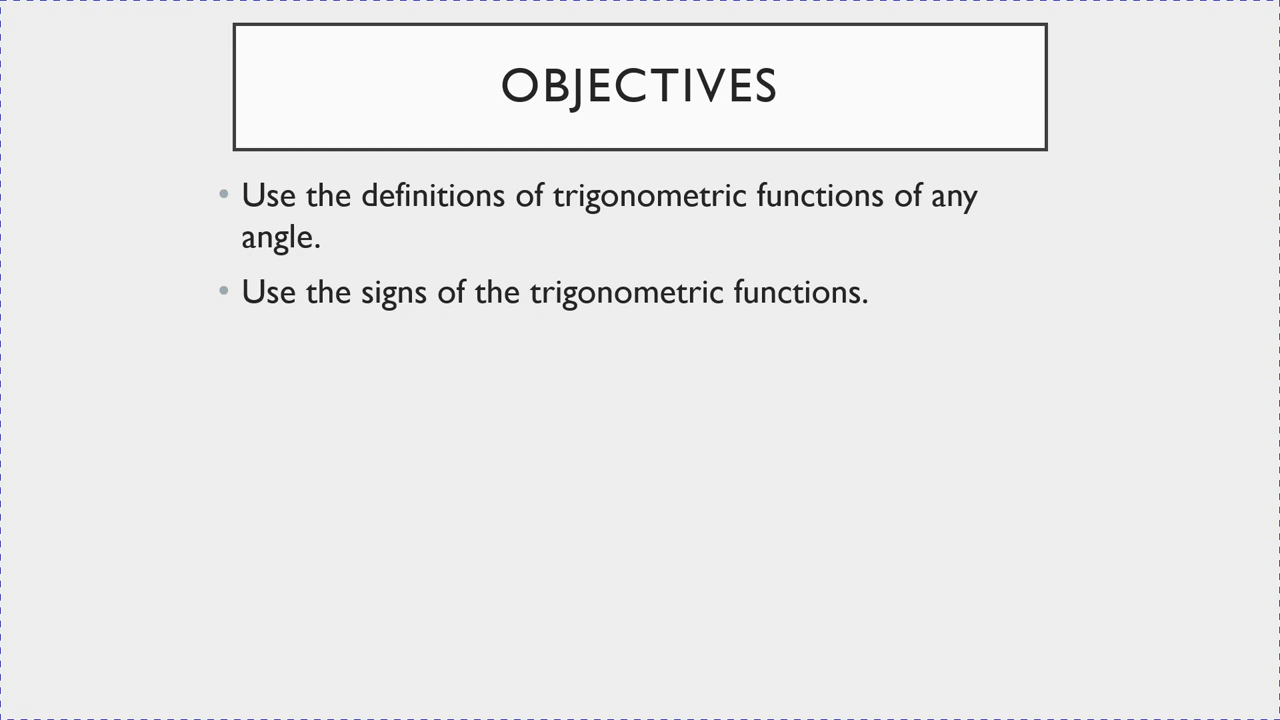 OBJECTIVES
• Use the definitions of trigonometric functions of any
angle.
• Use the signs of the trigonometric functions.